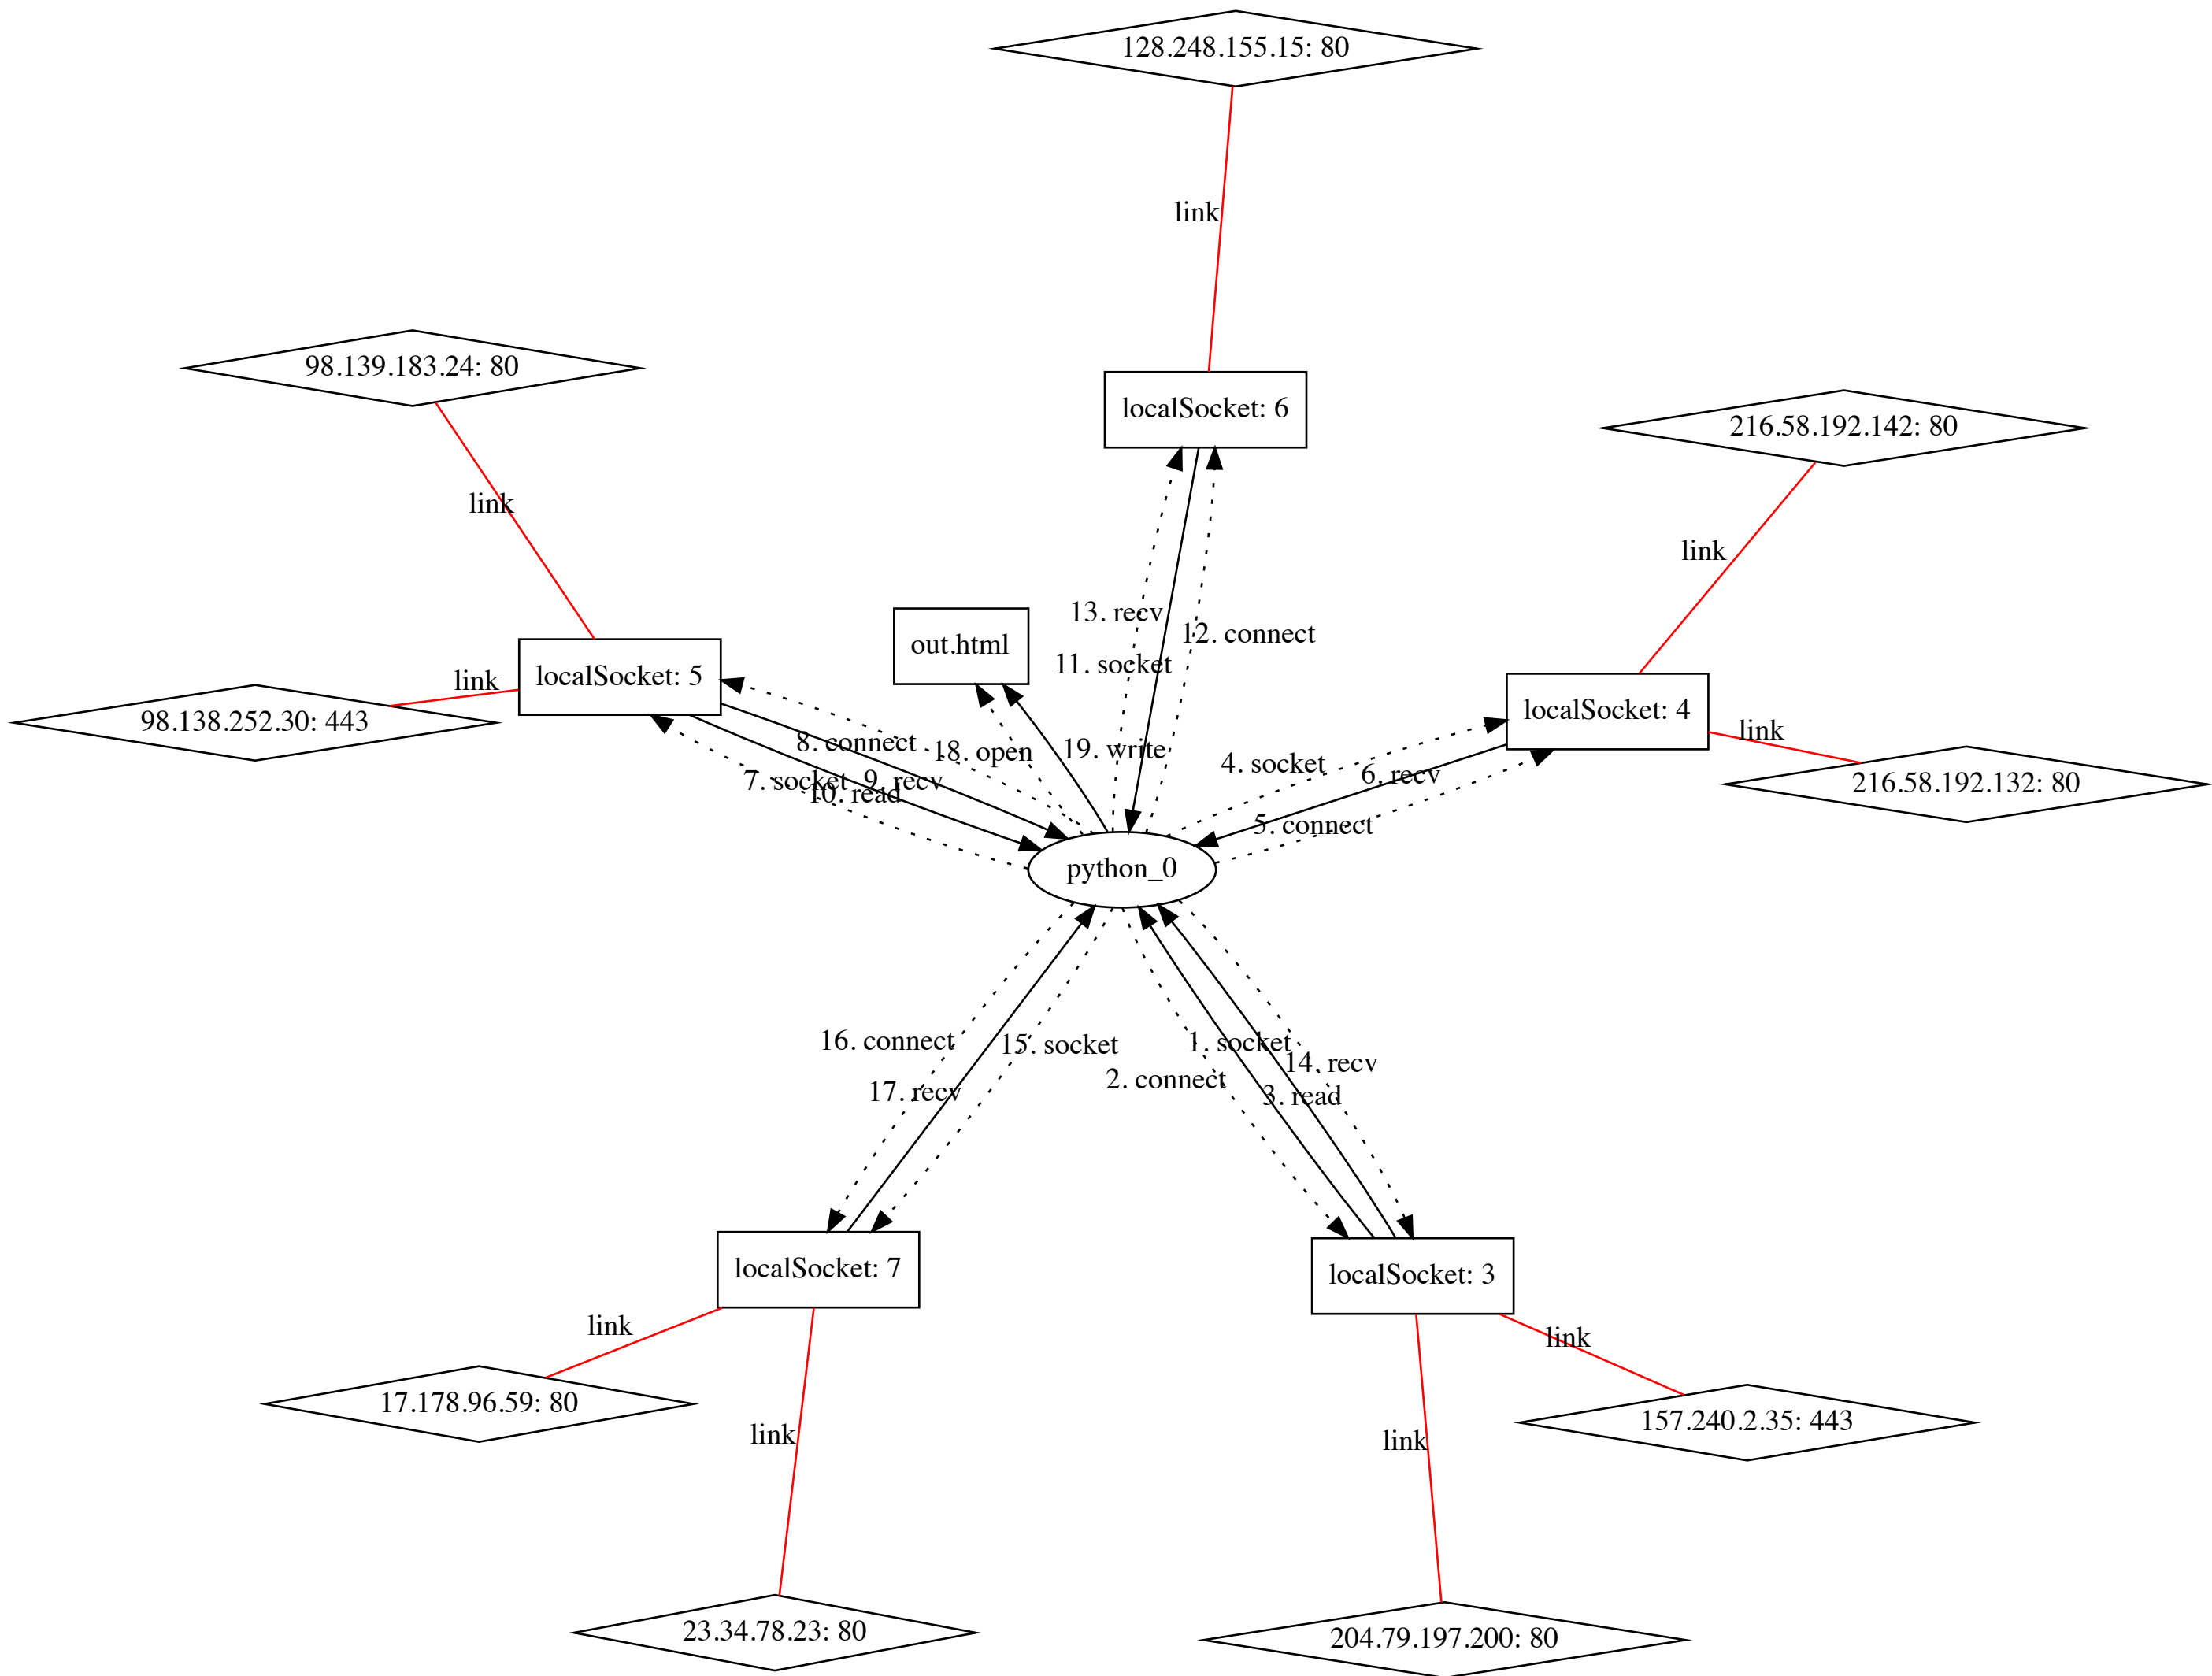 128.248.155.15: 80
link
98.139.183.24: 80
localSocket: 6
216.58.192.142: 80
link
link
13. recv
12. connect
out.html
11. socket
localSocket: 5
link
98.138.252.30: 443
localSocket: 4
link
8. connect
18. open
19. write
4. socket
6. recv
216.58.192.132: 80
7. socket
9. recv
10. read
5. connect
python_0
16. connect
15. socket
1. socket
14. recv
2. connect
17. recv
3. read
localSocket: 7
localSocket: 3
link
link
17.178.96.59: 80
157.240.2.35: 443
link
link
23.34.78.23: 80
204.79.197.200: 80